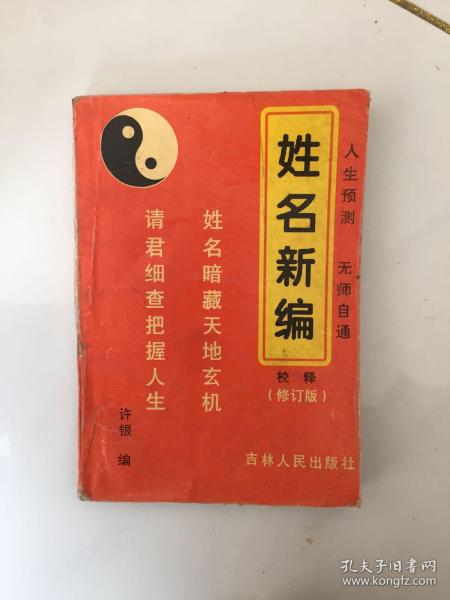 人生预测 无师自通
姓名新编
校释
(修订版)
姓名暗藏天地玄机
请君细查把握人生
许银 编
吉林人民出版社
孔夫子旧书网
www.kongfz.com